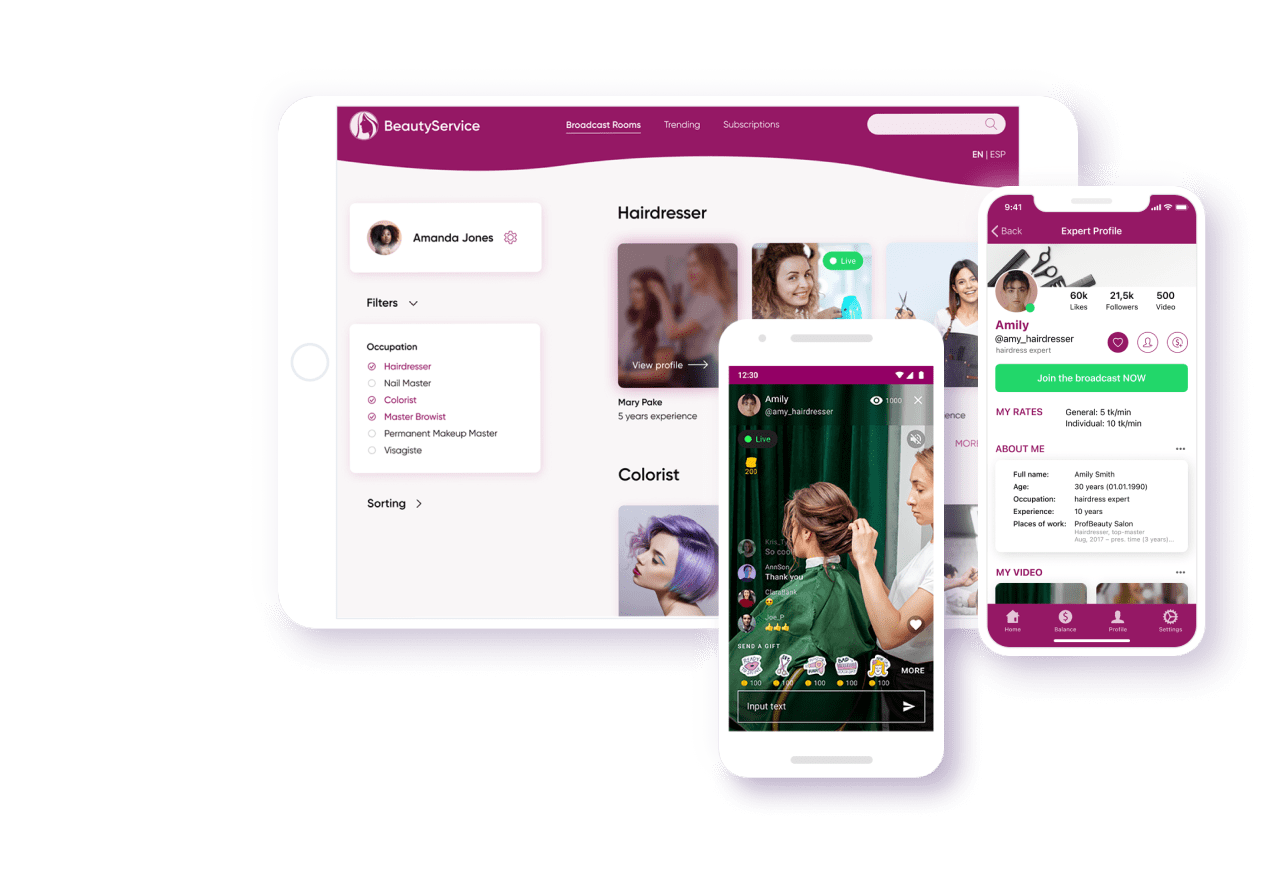 BeautyService
Broadcast Rooms
Trending
Subscriptions
EN | ESP
Amanda Jones
Filters
Occupation
Hairdresser
Nail Master
Colorist
Master Browist
Permanent Makeup Master
Visagiste
Sorting
Hairdresser
Live
View profile
Mary Pake
5 years experience
MOR
Colorist
12:30
Amily
@amy_hairdresser
1000
Live
200
So cool
AnnSon
Thank you
ClaraBank
Joe_P
SEND A GIFT
100
100
100
100
100
MORE
Input text
9:41
Back
Expert Profile
60k
Likes
21,5k
Followers
500
Video
Amily
@amy_hairdresser
hairdress expert
Join the broadcast NOW
MY RATES
General: 5 tk/min
Individual: 10 tk/min
ABOUT ME
Full name: Amily Smith
Age: 30 years (01.01.1990)
Occupation: hairdress expert
Experience: 10 years
Places of work: ProfBeauty Salon
Hairdresser, top-master
Aug, 2017 – pres. time (3 years)...
MY VIDEO
Home
Balance
Profile
Settings